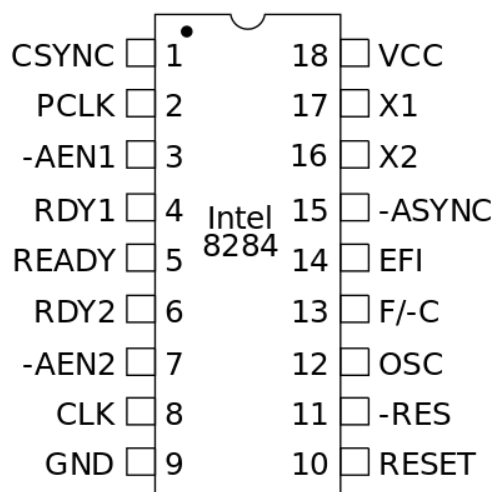 CSYNC 1 18 VCC
PCLK 2 17 X1
-AEN1 3 16 X2
RDY1 4 15 -ASYNC
Intel
8284
READY 5 14 EFI
RDY2 6 13 F/-C
-AEN2 7 12 OSC
CLK 8 11 -RES
GND 9 10 RESET